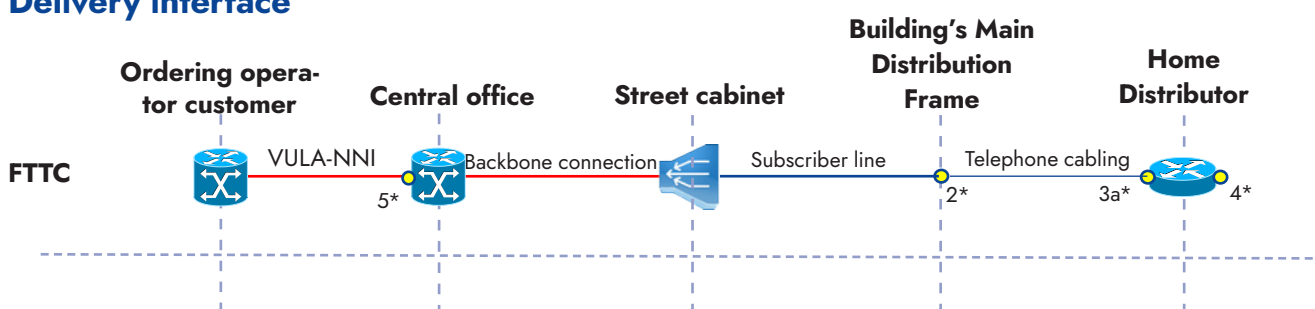 Delivery interface
Ordering opera-
tor customer
Central office
Street cabinet
Building's Main
Distribution
Frame
Home
Distributor
FTTC
VULA-NNI
Backbone connection
Subscriber line
Telephone cabling
5*
2*
3a*
4*